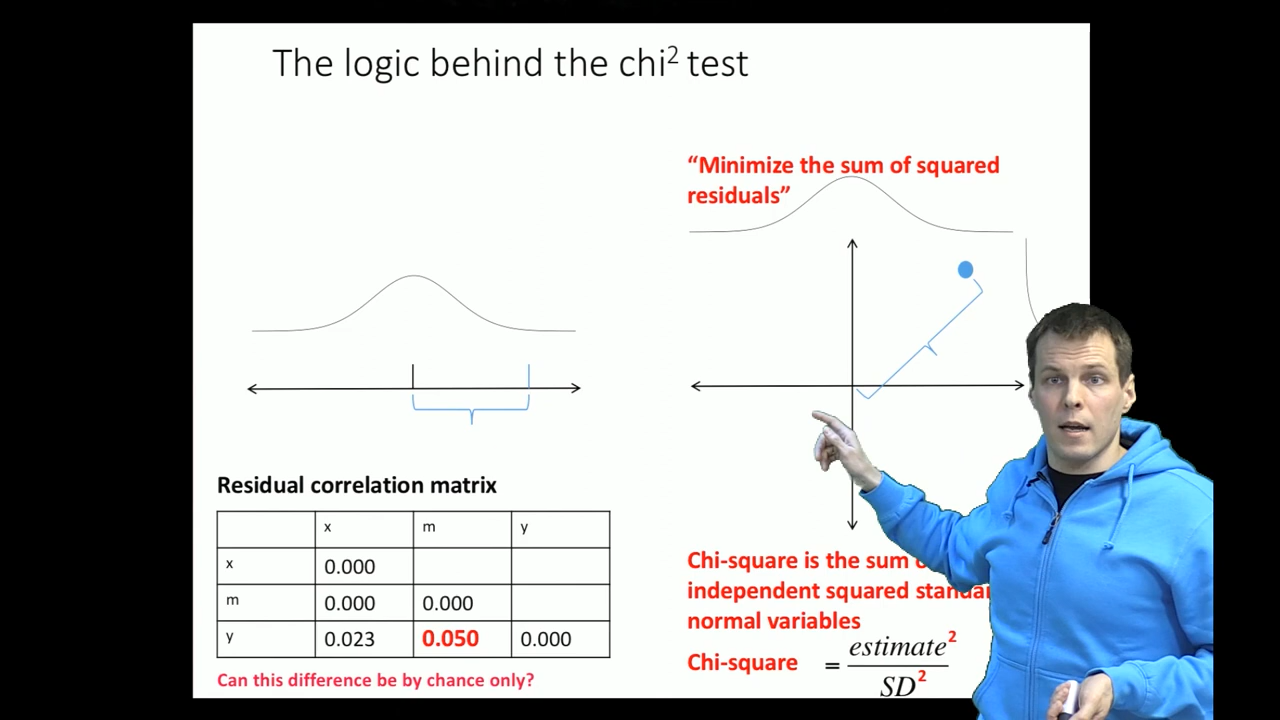 The logic behind the chi² test
“Minimize the sum of squared
residuals”
Residual correlation matrix
x m y
x 0.000
m 0.000 0.000
y 0.023 0.050 0.000
Can this difference be by chance only?
Chi-square is the sum
independent squared
normal variables
Chi-square = estimate² / SD²